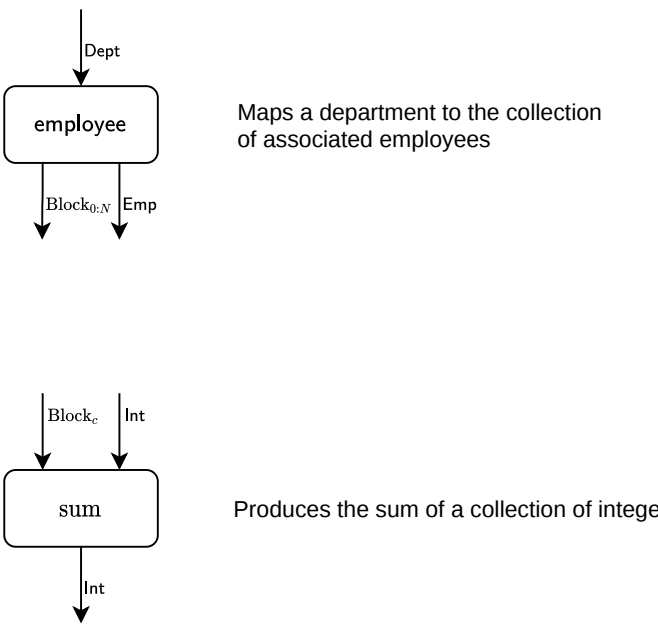 Dept
employee
Maps a department to the collection
of associated employees
Block₀:N Emp
Block_c Int
sum
Produces the sum of a collection of intege
Int